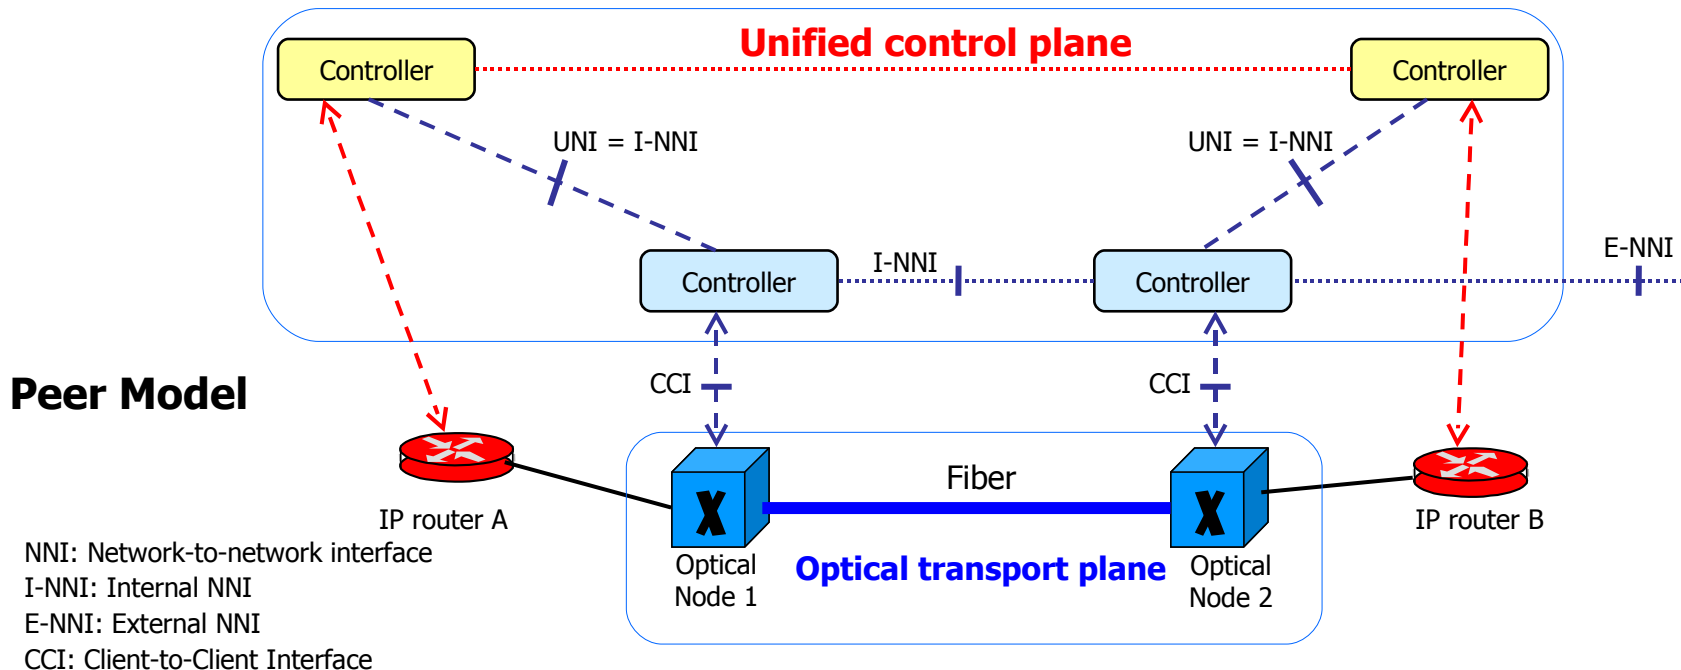 Unified control plane
Controller
Controller
UNI = I-NNI
UNI = I-NNI
E-NNI
I-NNI
Controller
Controller
CCI
CCI
Peer Model
Fiber
IP router A
IP router B
Optical transport plane
Optical
Node 1
Optical
Node 2
NNI: Network-to-network interface
I-NNI: Internal NNI
E-NNI: External NNI
CCI: Client-to-Client Interface